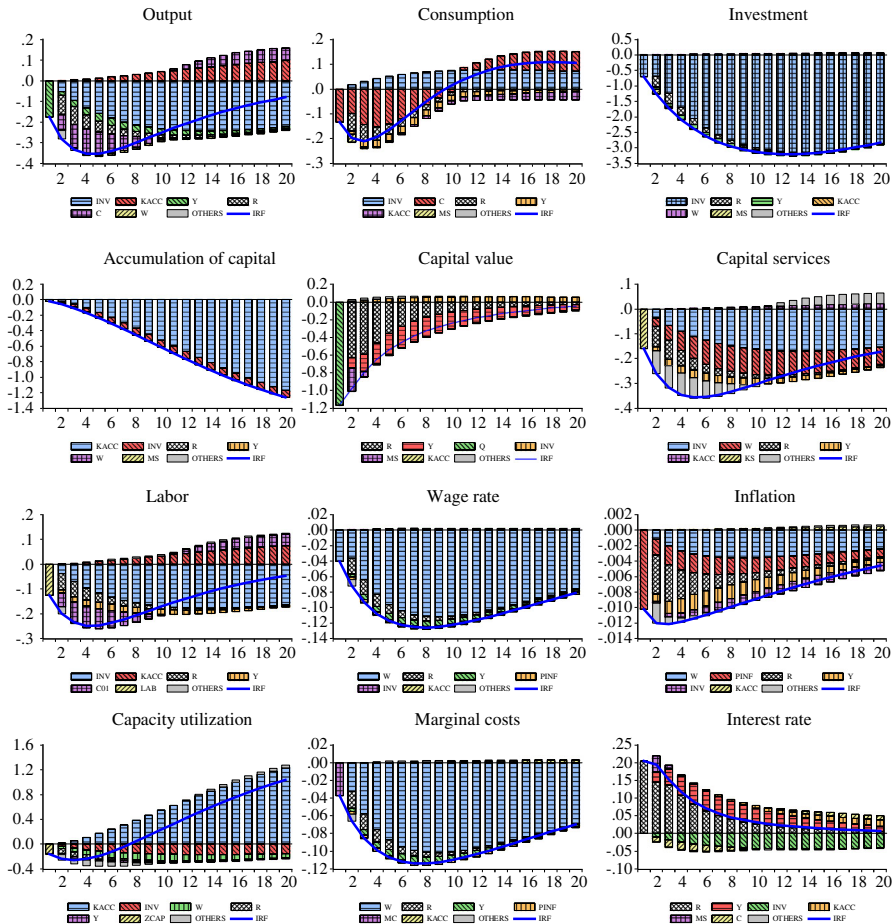 Output
.2
.1
.0
-.1
-.2
-.3
-.4
2 4 6 8 10 12 14 16 18 20
INV KACC Y R
C W OTHERS IRF
Consumption
.2
.1
.0
-.1
-.2
-.3
2 4 6 8 10 12 14 16 18 20
INV C R Y
KACC MS OTHERS IRF
Investment
0.5
0.0
-0.5
-1.0
-1.5
-2.0
-2.5
-3.0
-3.5
2 4 6 8 10 12 14 16 18 20
INV R Y KACC
W MS OTHERS IRF
Accumulation of capital
0.2
0.0
-0.2
-0.4
-0.6
-0.8
-1.0
-1.2
-1.4
2 4 6 8 10 12 14 16 18 20
KACC INV R Y
W MS OTHERS IRF
Capital value
0.2
0.0
-0.2
-0.4
-0.6
-0.8
-1.0
-1.2
2 4 6 8 10 12 14 16 18 20
R Y Q INV
MS KACC OTHERS IRF
Capital services
.1
.0
-.1
-.2
-.3
-.4
2 4 6 8 10 12 14 16 18 20
INV W R Y
KACC KS OTHERS IRF
Labor
.2
.1
.0
-.1
-.2
-.3
2 4 6 8 10 12 14 16 18 20
INV KACC R Y
C01 LAB OTHERS IRF
Wage rate
.02
.00
-.02
-.04
-.06
-.08
-.10
-.12
-.14
2 4 6 8 10 12 14 16 18 20
W R Y PINF
INV KACC OTHERS IRF
Inflation
.002
.000
-.002
-.004
-.006
-.008
-.010
-.012
-.014
2 4 6 8 10 12 14 16 18 20
W PINF R Y
INV KACC OTHERS IRF
Capacity utilization
1.6
1.2
0.8
0.4
0.0
-0.4
2 4 6 8 10 12 14 16 18 20
KACC INV W R
Y ZCAP OTHERS IRF
Marginal costs
.02
.00
-.02
-.04
-.06
-.08
-.10
-.12
2 4 6 8 10 12 14 16 18 20
W R Y PINF
MC KACC OTHERS IRF
Interest rate
.25
.20
.15
.10
.05
.00
-.05
-.10
2 4 6 8 10 12 14 16 18 20
R Y INV KACC
W MS OTHERS IRF